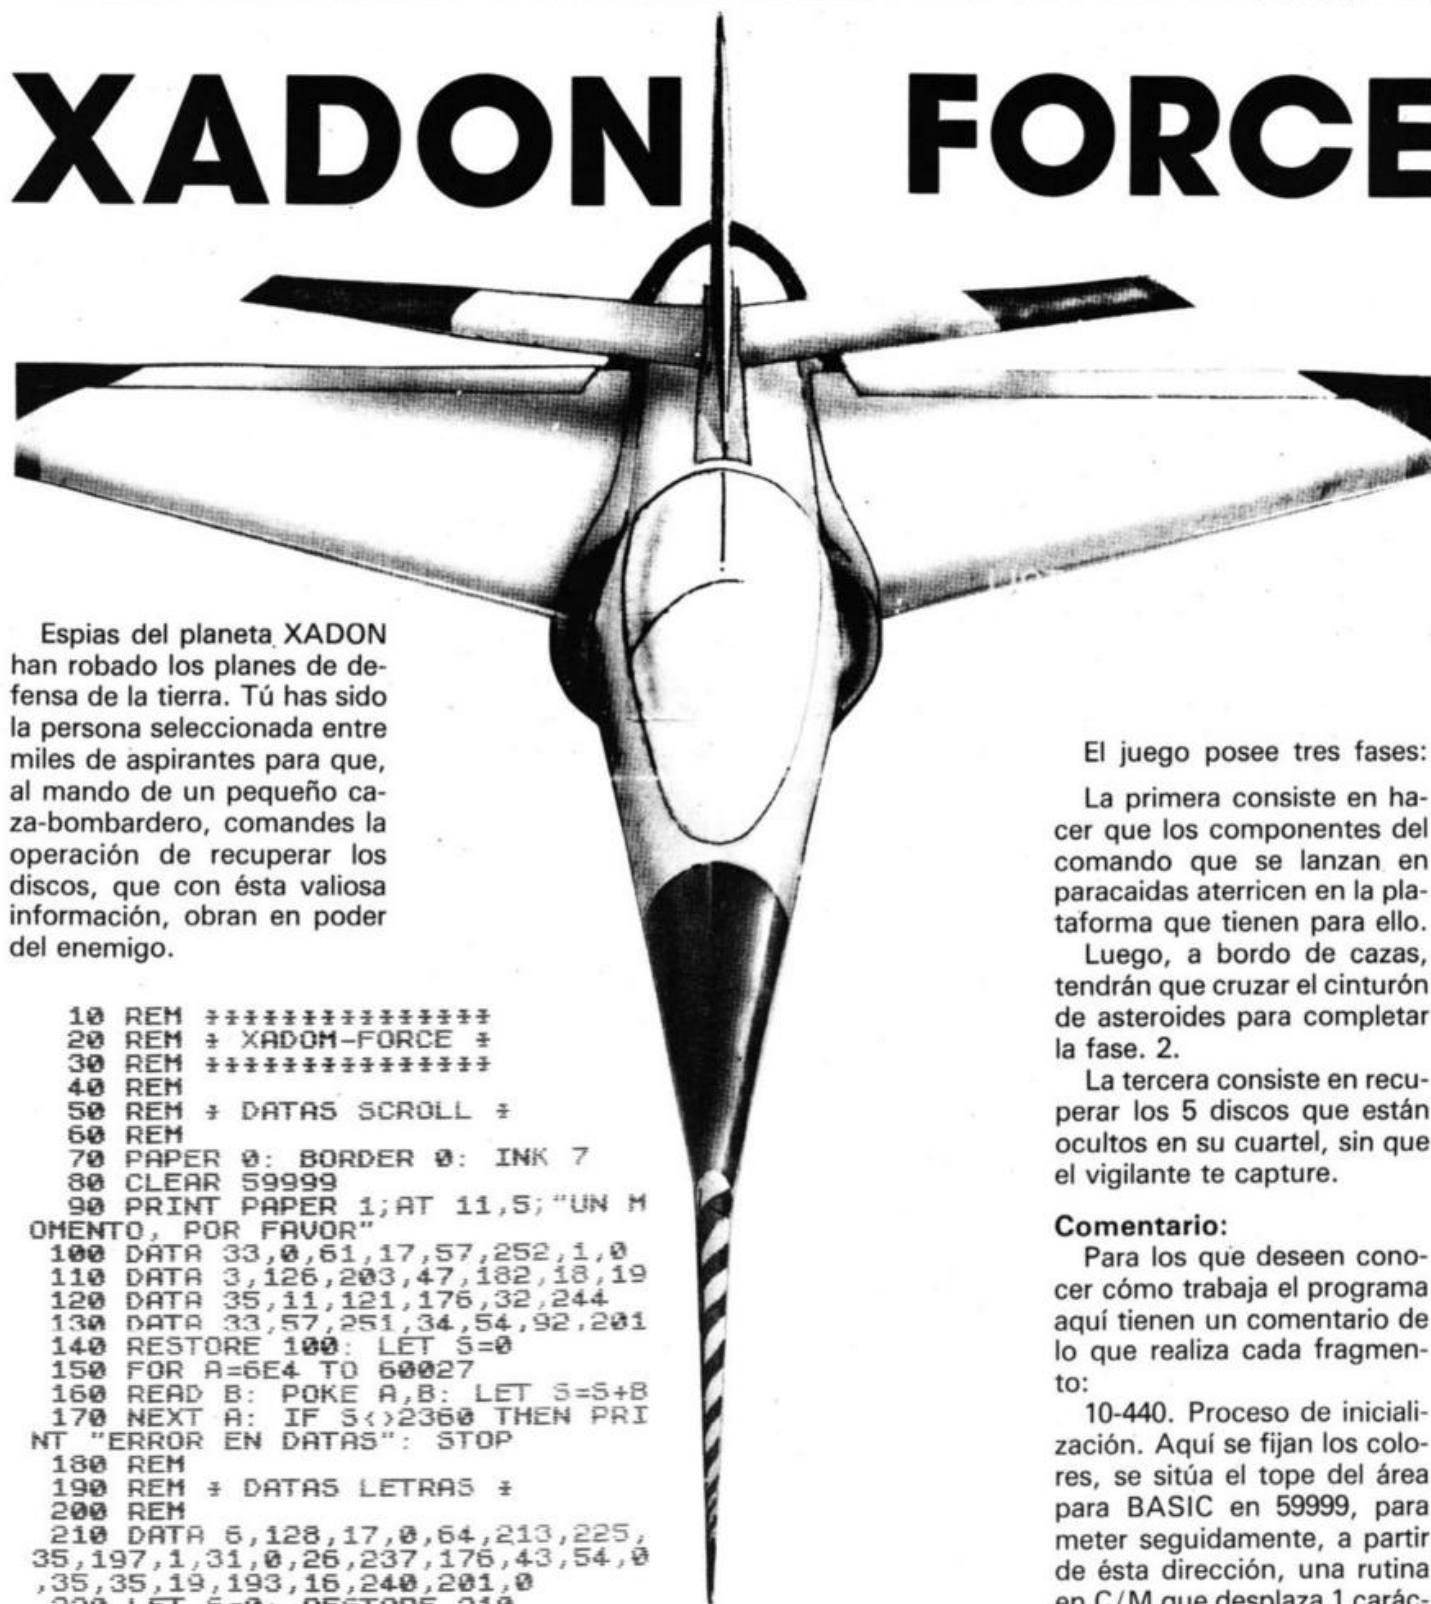 XADON FORCE
Espias del planeta XADON
han robado los planes de de-
fensa de la tierra. Tú has sido
la persona seleccionada entre
miles de aspirantes para que,
al mando de un pequeño ca-
za-bombardero, comandes la
operación de recuperar los
discos, que con ésta valiosa
información, obran en poder
del enemigo.
10 REM ***************
20 REM * XADOM-FORCE *
30 REM ***************
40 REM
50 REM * DATAS SCROLL *
60 REM
70 PAPER 0: BORDER 0: INK 7
80 CLEAR 59999
90 PRINT PAPER 1;AT 11,5;"UN M
OMENTO, POR FAVOR"
100 DATA 33,0,61,17,57,252,1,0
110 DATA 3,126,203,47,182,18,19
120 DATA 35,11,121,176,32,244
130 DATA 33,57,251,34,54,92,201
140 RESTORE 100: LET S=0
150 FOR A=6E4 TO 60027
160 READ B: POKE A,B: LET S=S+B
170 NEXT A: IF S<>2360 THEN PRI
NT "ERROR EN DATAS": STOP
180 REM
190 REM * DATAS LETRAS *
200 REM
210 DATA 6,128,17,0,64,213,225,
35,197,1,31,0,26,237,176,43,54,0
,35,35,19,193,16,240,201,0
220 LET S=0: RESTORE 210
El juego posee tres fases:
La primera consiste en ha-
cer que los componentes del
comando que se lanzan en
paracaidas aterricen en la pla-
taforma que tienen para ello.
Luego, a bordo de cazas,
tendrán que cruzar el cinturón
de asteroides para completar
la fase. 2.
La tercera consiste en recu-
perar los 5 discos que están
ocultos en su cuartel, sin que
el vigilante te capture.
Comentario:
Para los que deseen cono-
cer cómo trabaja el programa
aquí tienen un comentario de
lo que realiza cada fragmen-
to:
10-440. Proceso de iniciali-
zación. Aquí se fijan los colo-
res, se sitúa el tope del área
para BASIC en 59999, para
meter seguidamente, a partir
de ésta dirección, una rutina
en C/M que desplaza 1 carác-